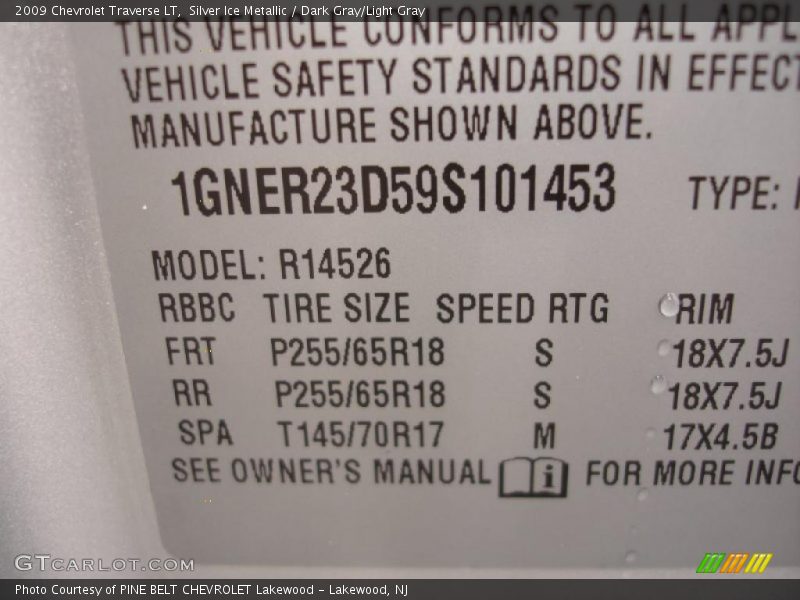 2009 Chevrolet Traverse LT,  Silver Ice Metallic / Dark Gray/Light Gray
THIS VEHICLE CONFORMS TO ALL APPL
VEHICLE SAFETY STANDARDS IN EFFECT
MANUFACTURE SHOWN ABOVE.
1GNER23D59S101453 TYPE:
MODEL: R14526
RBBC TIRE SIZE SPEED RTG RIM
FRT P255/65R18 S 18X7.5J
RR P255/65R18 S 18X7.5J
SPA T145/70R17 M 17X4.5B
SEE OWNER'S MANUAL i FOR MORE INFO
GTCARLOT.COM
Photo Courtesy of PINE BELT CHEVROLET Lakewood - Lakewood, NJ